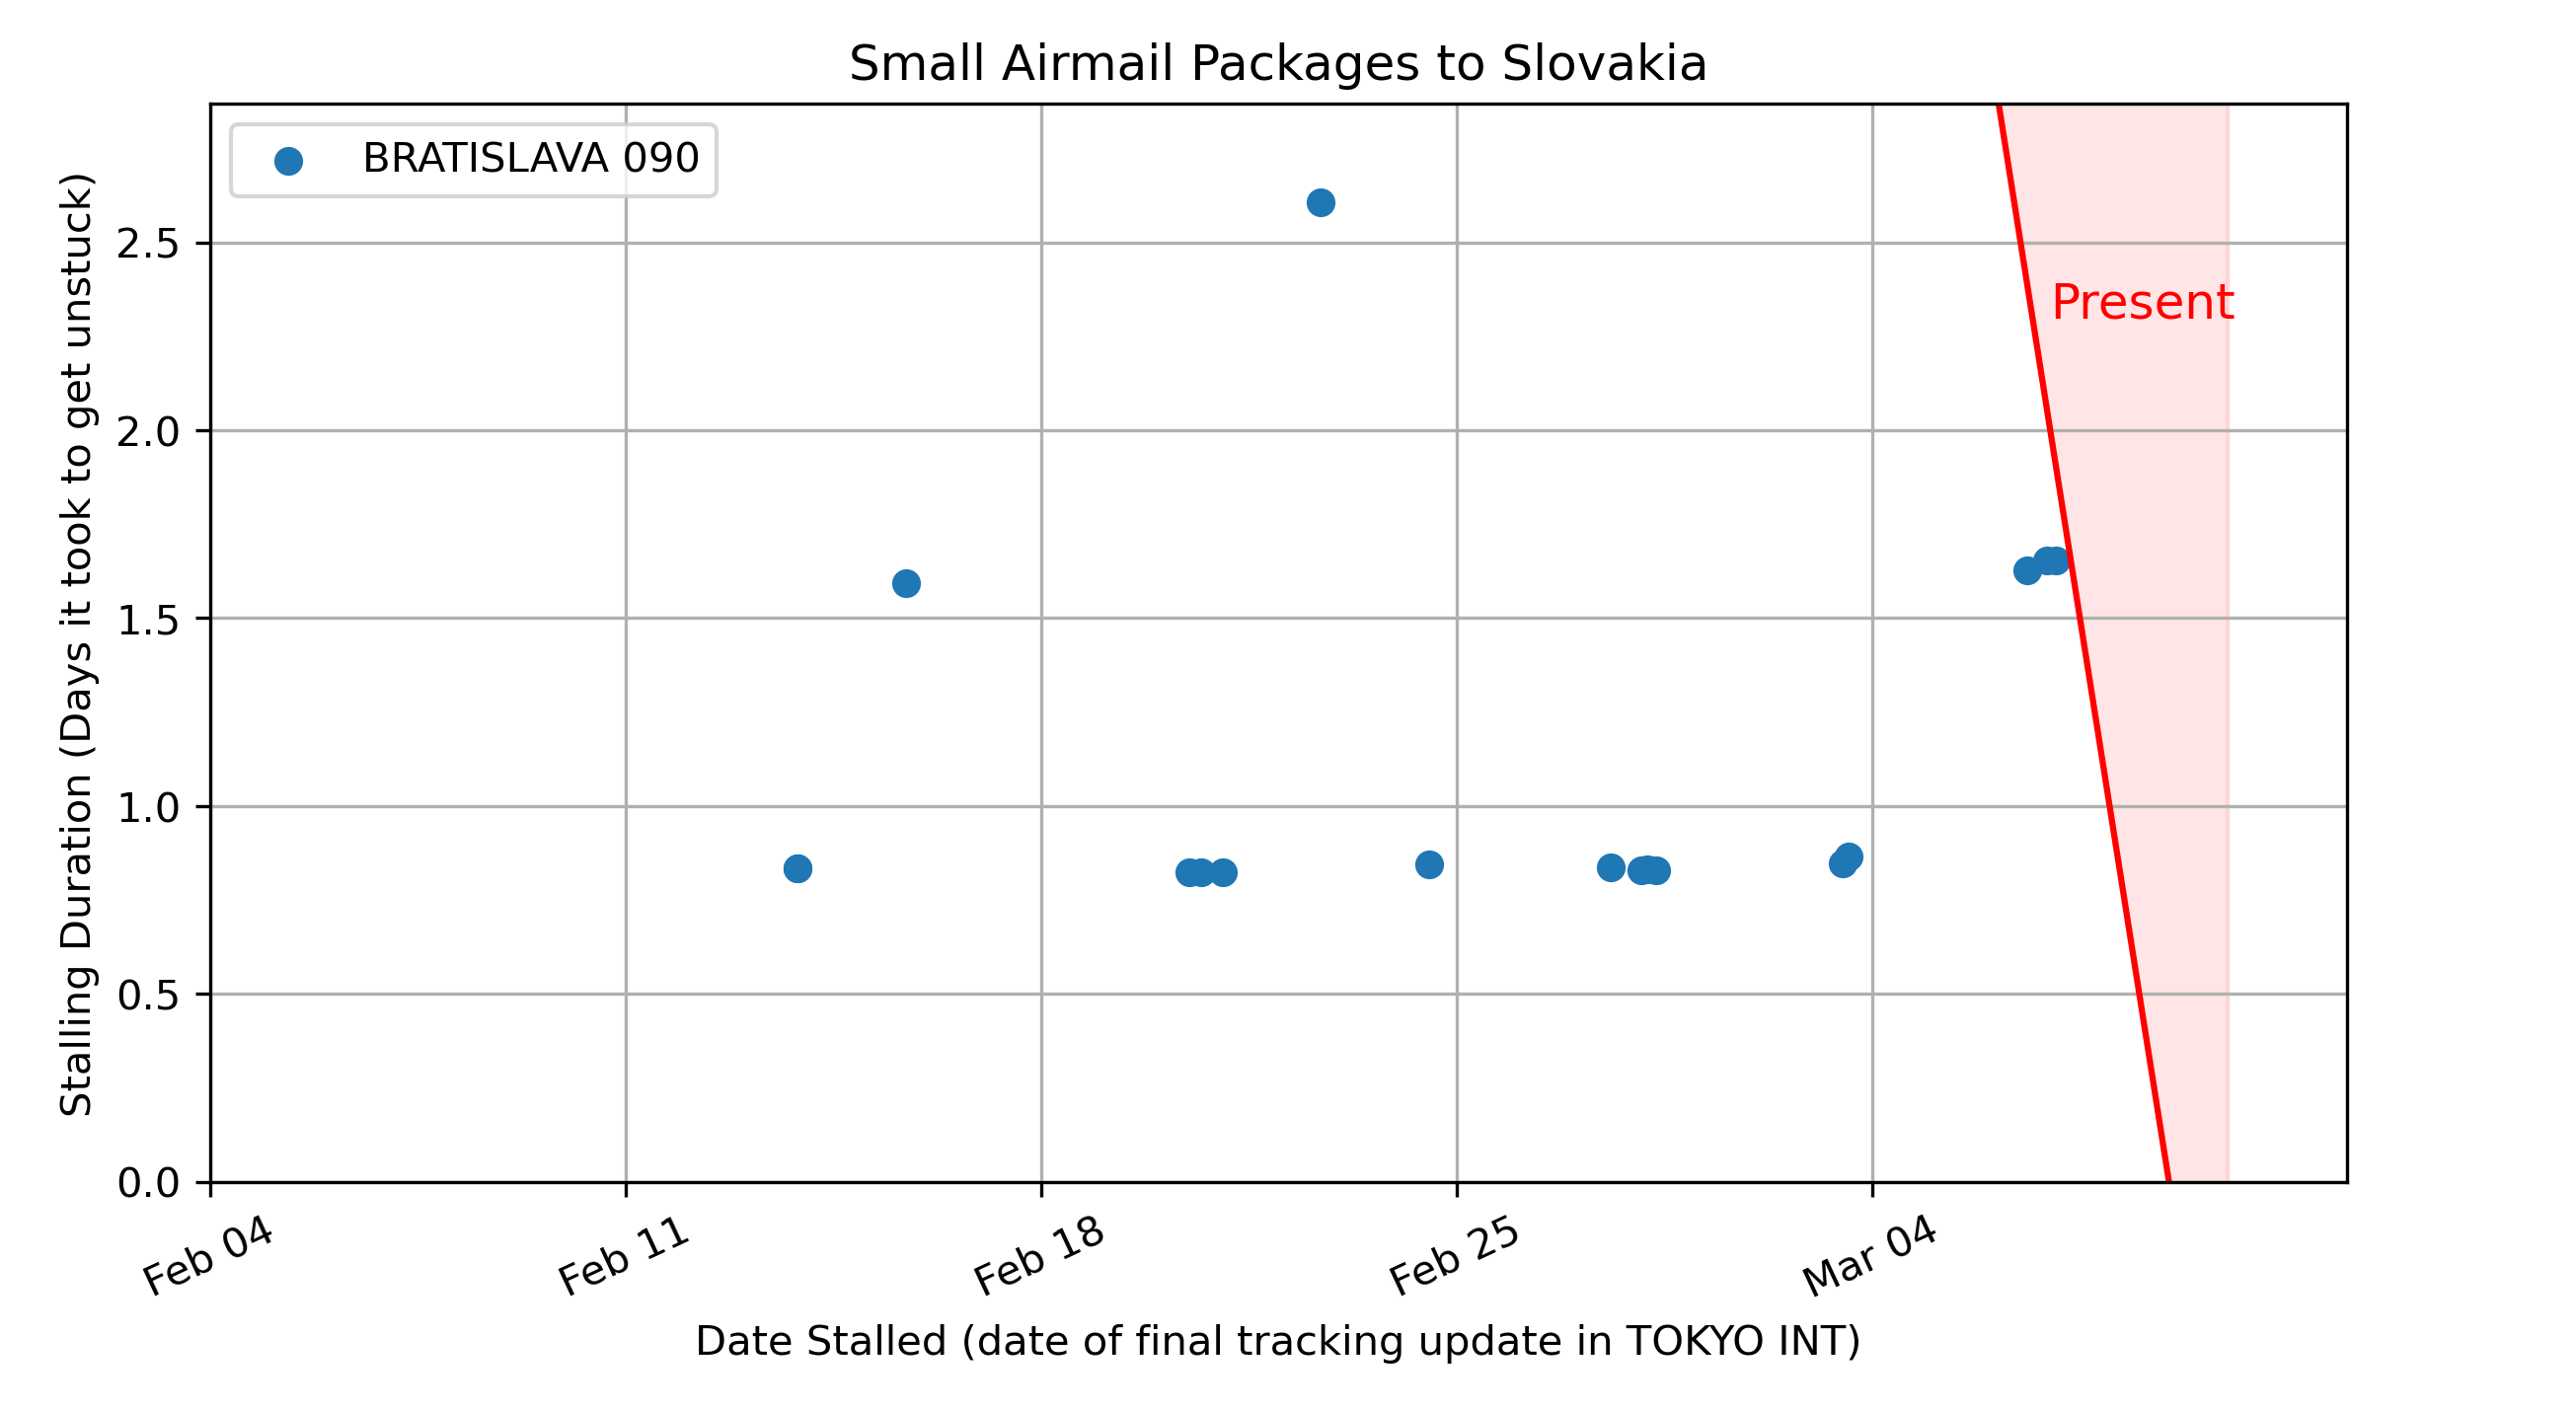 Small Airmail Packages to Slovakia
BRATISLAVA 090
Present
Stalling Duration (Days it took to get unstuck)
2.5
2.0
1.5
1.0
0.5
0.0
Feb 04
Feb 11
Feb 18
Feb 25
Mar 04
Date Stalled (date of final tracking update in TOKYO INT)